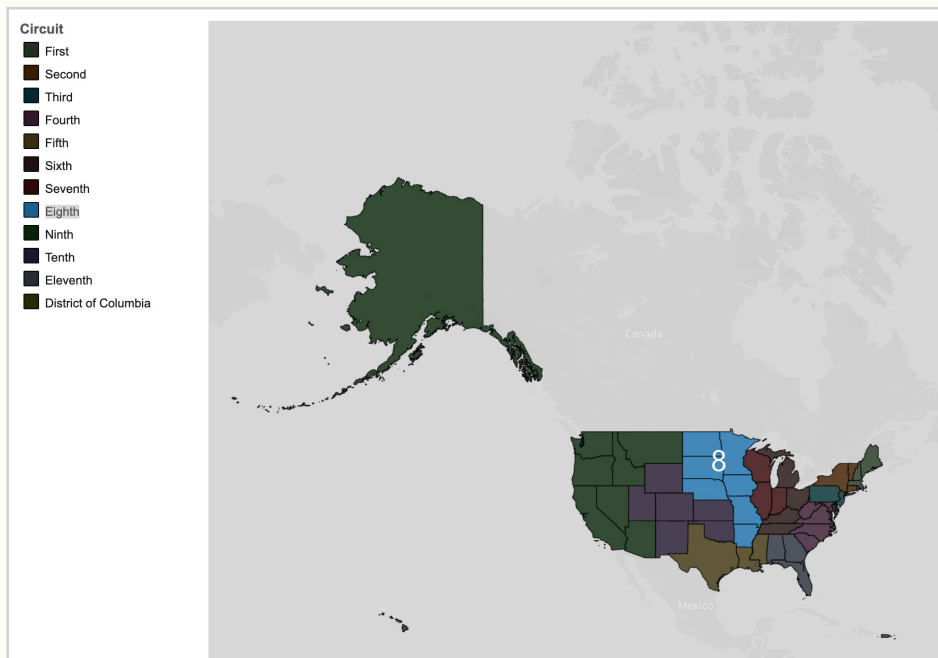 Circuit
First
Second
Third
Fourth
Fifth
Sixth
Seventh
Eighth
Ninth
Tenth
Eleventh
District of Columbia
Canada
8
Mexico